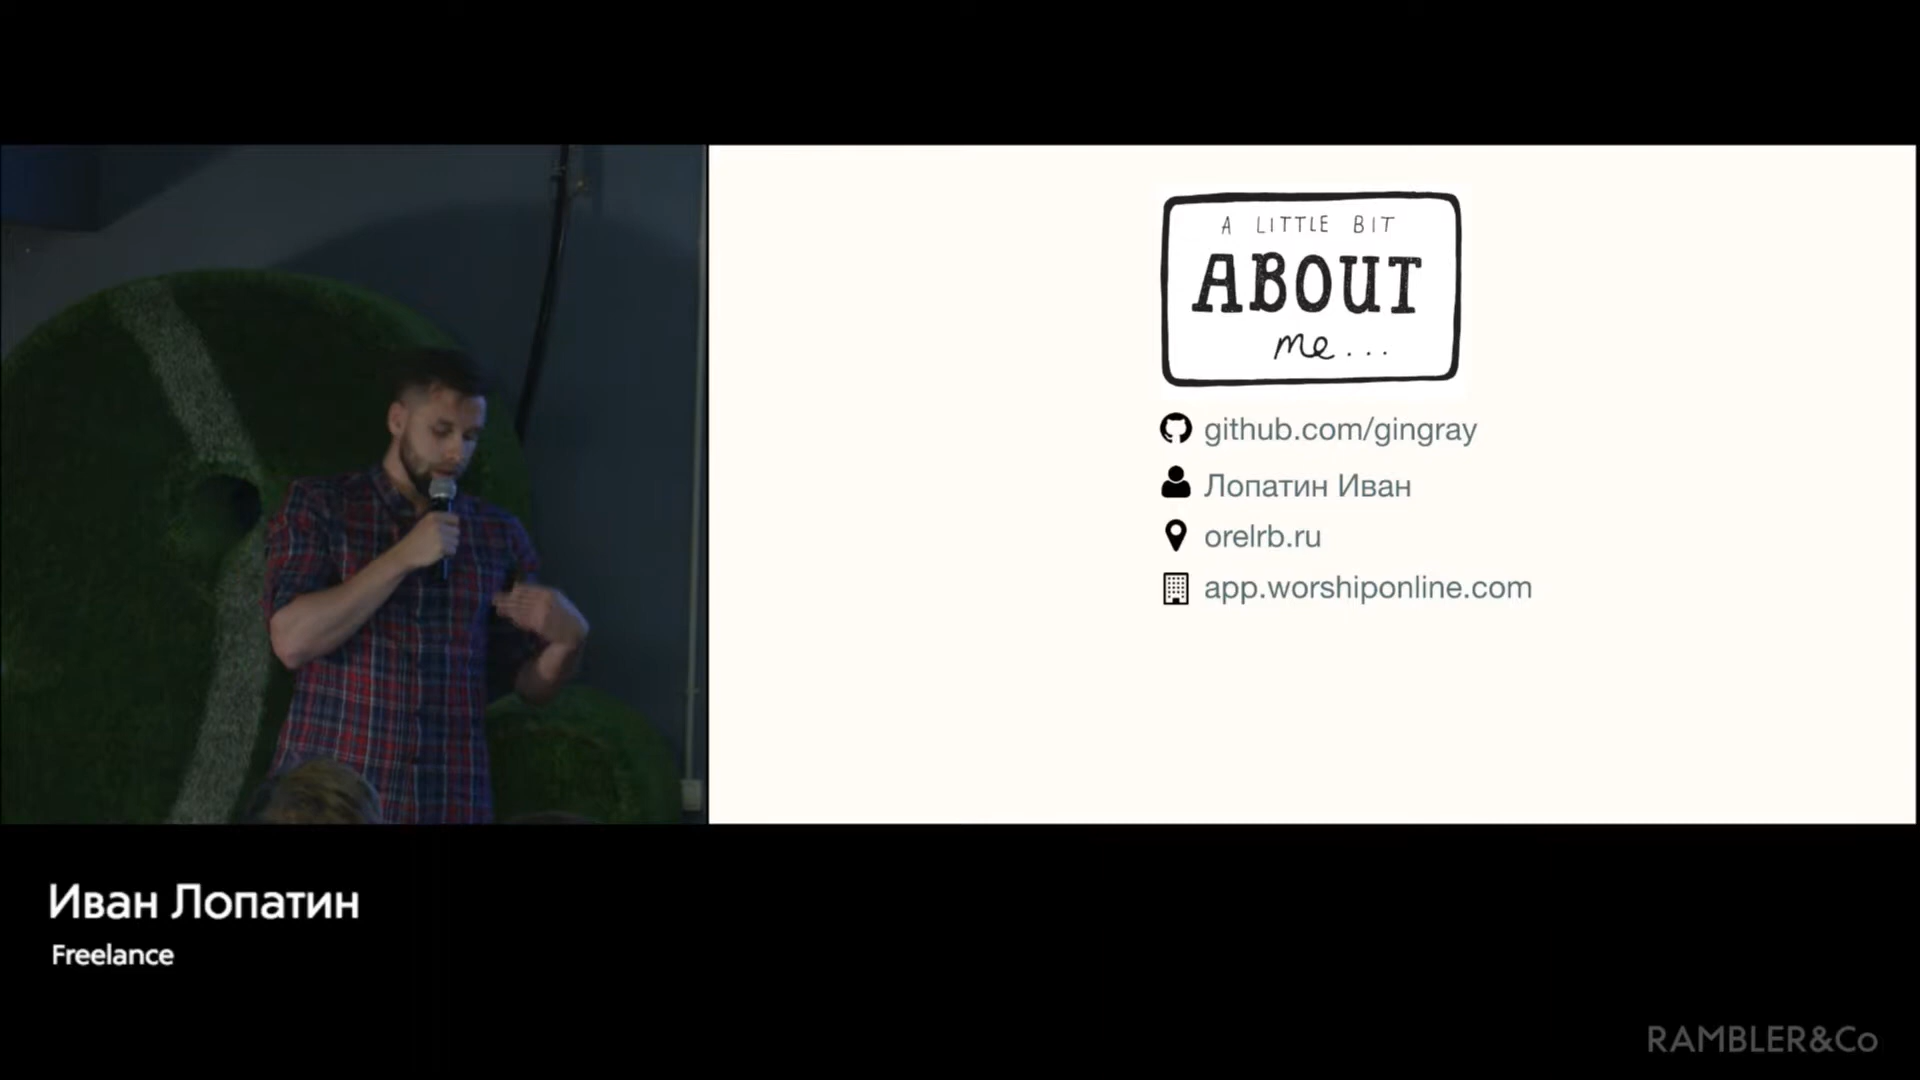 A LITTLE BIT
ABOUT
me...
github.com/gingray
Лопатин Иван
orelrb.ru
app.worshiponline.com
Иван Лопатин
Freelance
RAMBLER&Co